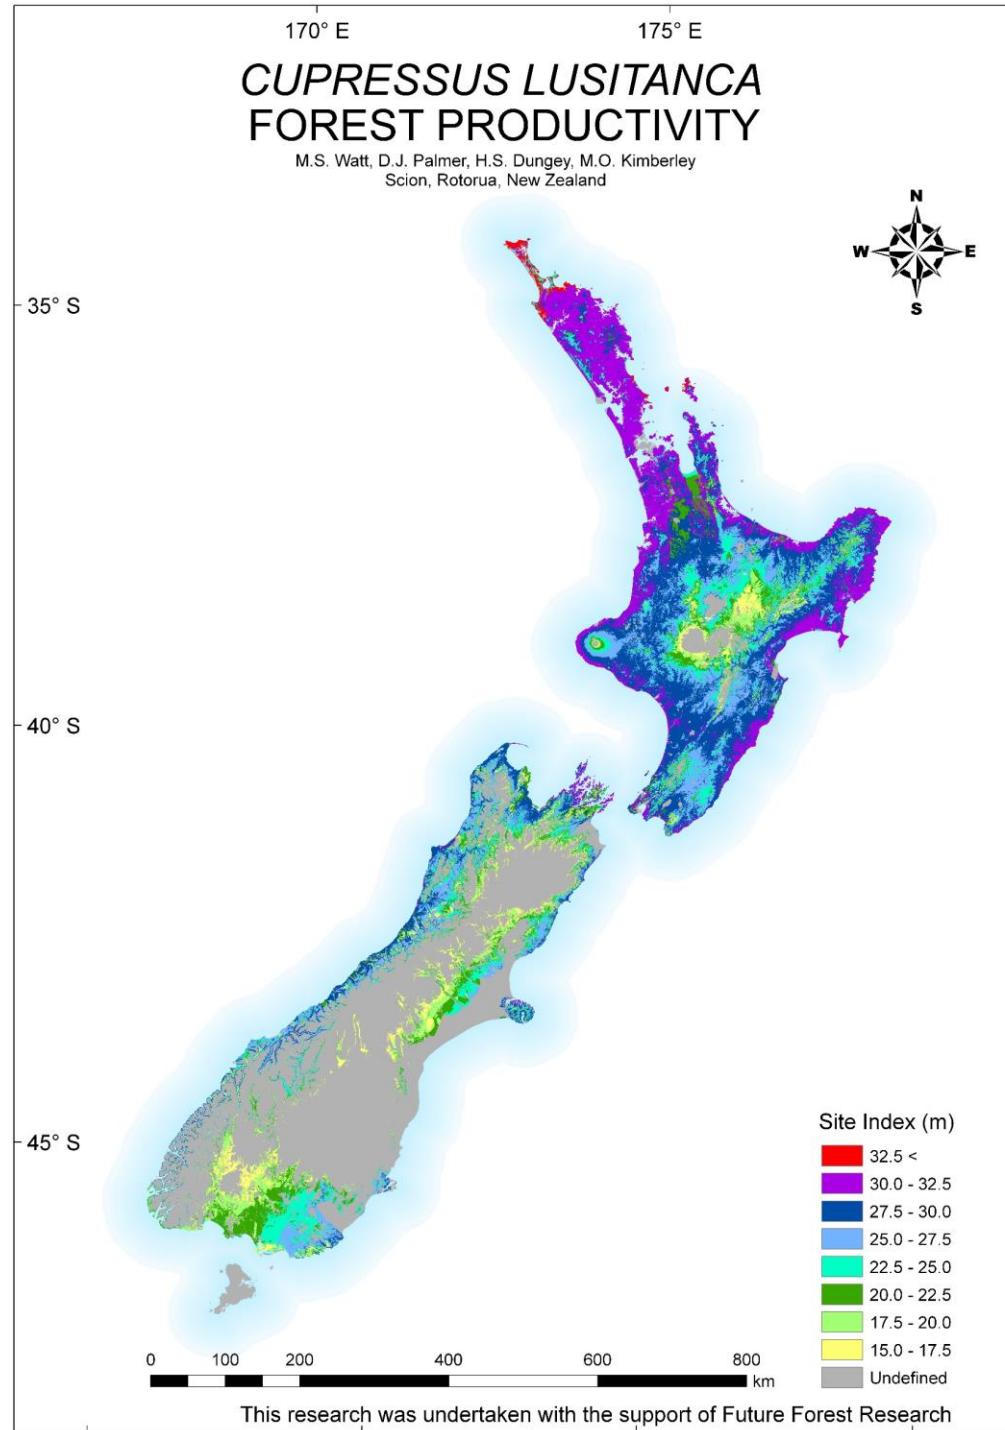 170° E
175° E
CUPRESSUS LUSITANCA
FOREST PRODUCTIVITY
M.S. Watt, D.J. Palmer, H.S. Dungey, M.O. Kimberley
Scion, Rotorua, New Zealand
N
W
E
S
35° S
40° S
45° S
Site Index (m)
32.5 <
30.0 - 32.5
27.5 - 30.0
25.0 - 27.5
22.5 - 25.0
20.0 - 22.5
17.5 - 20.0
15.0 - 17.5
Undefined
0 100 200 400 600 800
km
This research was undertaken with the support of Future Forest Research